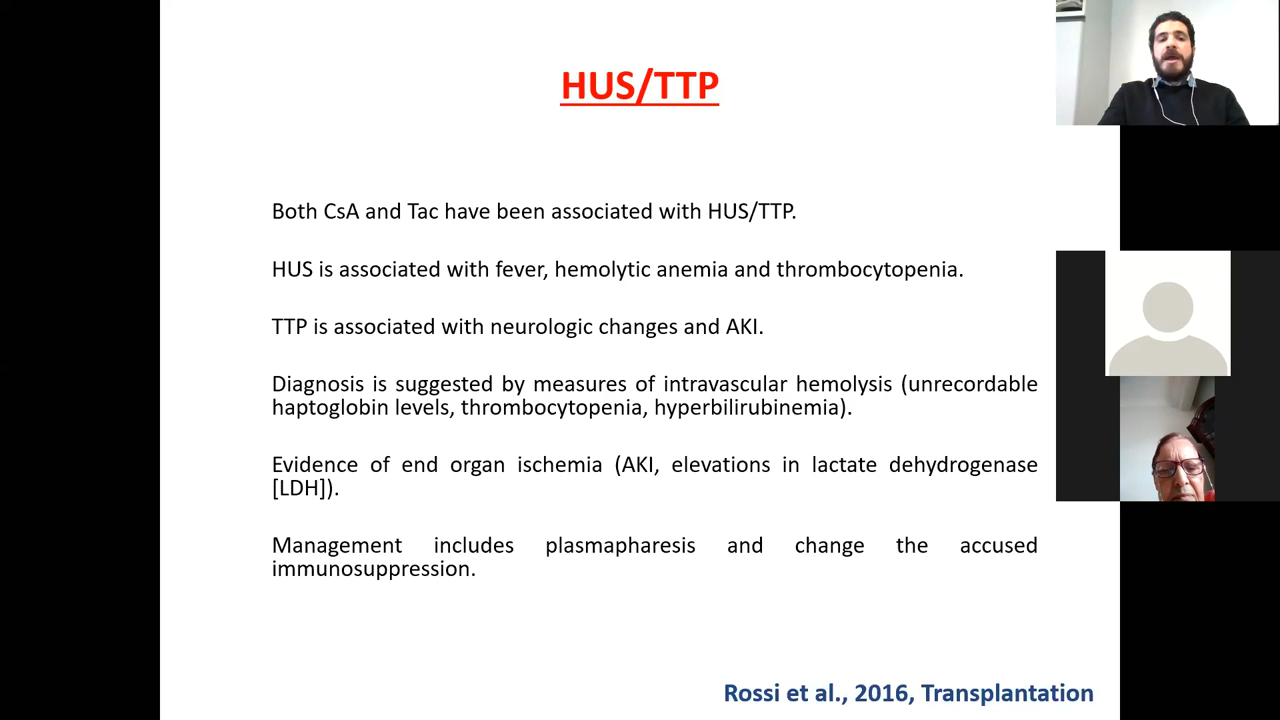 HUS/TTP
Both CsA and Tac have been associated with HUS/TTP.
HUS is associated with fever, hemolytic anemia and thrombocytopenia.
TTP is associated with neurologic changes and AKI.
Diagnosis is suggested by measures of intravascular hemolysis (unrecordable
haptoglobin levels, thrombocytopenia, hyperbilirubinemia).
Evidence of end organ ischemia (AKI, elevations in lactate dehydrogenase
[LDH]).
Management includes plasmapharesis and change the accused
immunosuppression.
Rossi et al., 2016, Transplantation